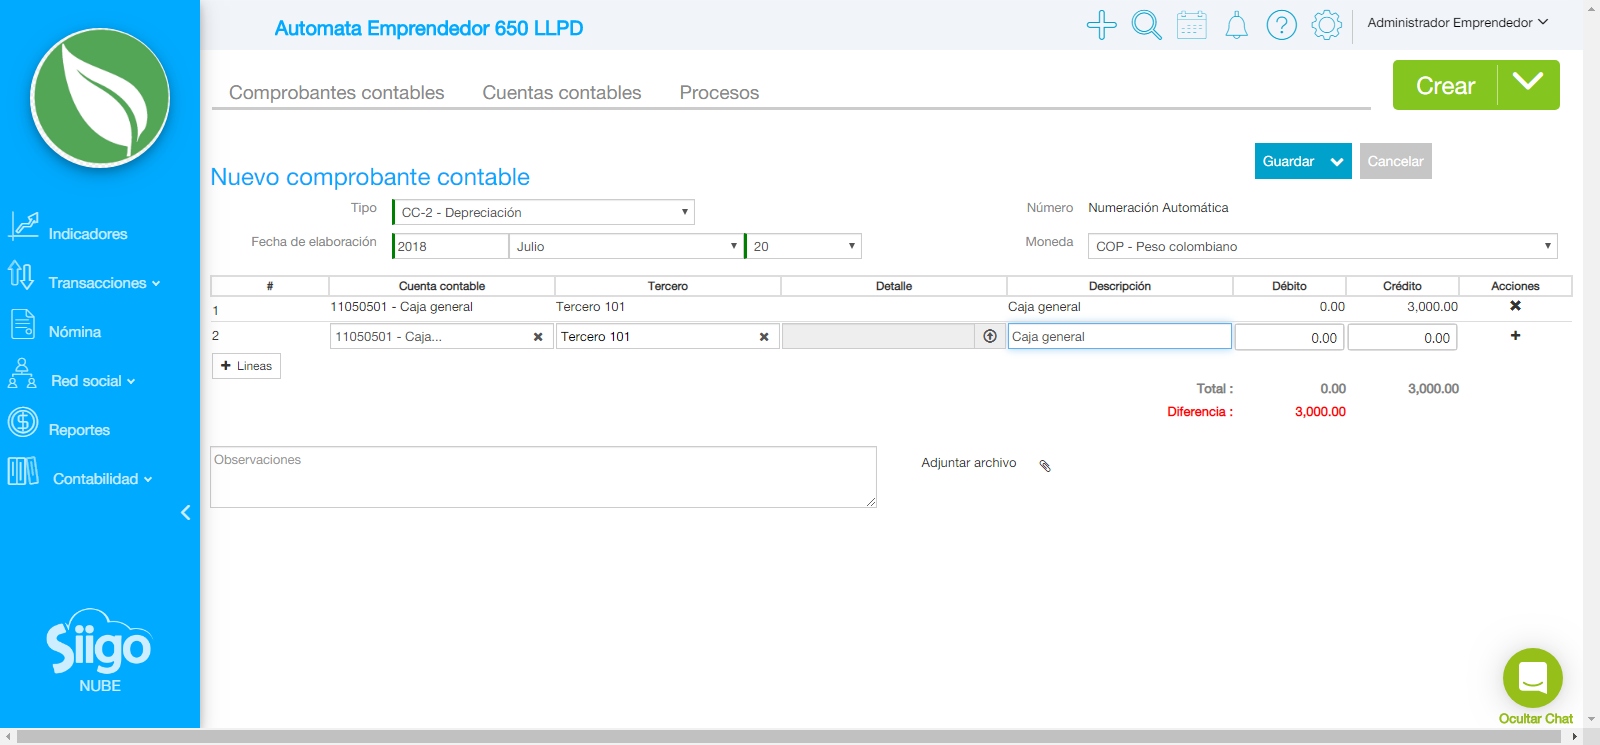 Automata Emprendedor 650 LLPD
Administrador Emprendedor
Comprobantes contables Cuentas contables Procesos
Crear
Guardar Cancelar
Nuevo comprobante contable
Tipo CC-2 - Depreciación Número Numeración Automática
Fecha de elaboración 2018 Julio 20 Moneda COP - Peso colombiano
# Cuenta contable Tercero Detalle Descripción Débito Crédito Acciones
1 11050501 - Caja general Tercero 101 Caja general 0.00 3,000.00
2 11050501 - Caja... Tercero 101 Caja general 0.00 0.00
Lineas
Total : 0.00 3,000.00
Diferencia : 3,000.00
Observaciones
Adjuntar archivo
Indicadores
Transacciones
Nómina
Red social
Reportes
Contabilidad
Siigo
NUBE
Ocultar Chat